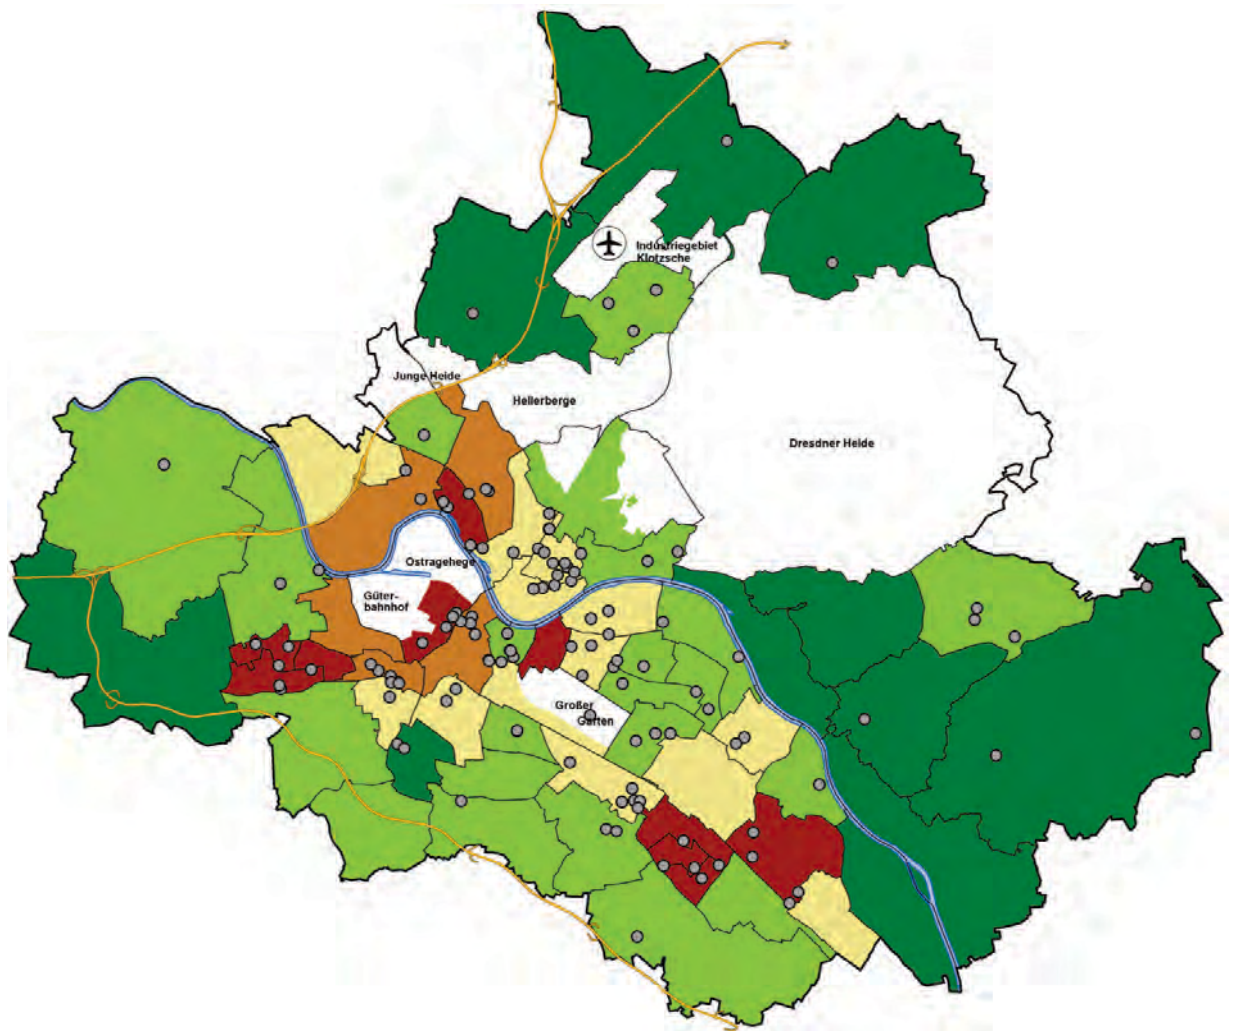 Industriegebiet
Klotzsche
Junge Heide
Hellerberge
Dresdner Heide
Ostragehege
Güter-
bahnhof
Großer
Garten